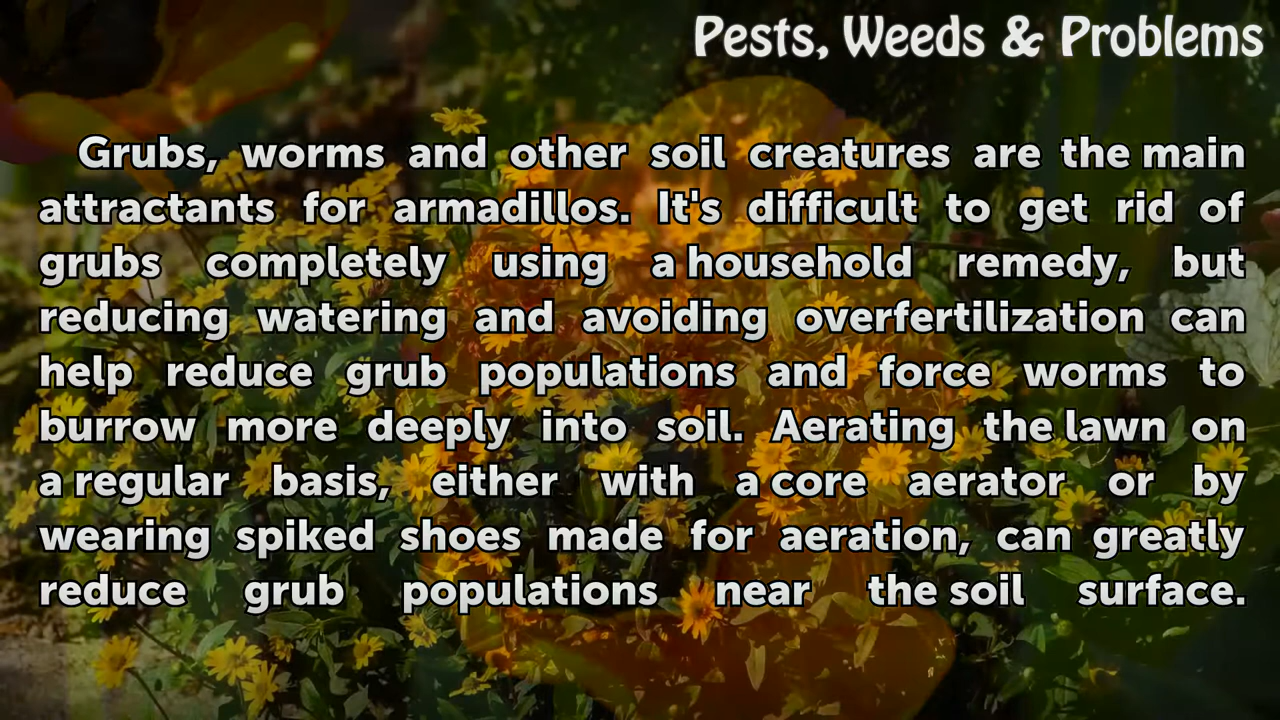 Pests, Weeds & Problems
Grubs, worms and other soil creatures are the main
attractants for armadillos. It's difficult to get rid of
grubs completely using a household remedy, but
reducing watering and avoiding overfertilization can
help reduce grub populations and force worms to
burrow more deeply into soil. Aerating the lawn on
a regular basis, either with a core aerator or by
wearing spiked shoes made for aeration, can greatly
reduce grub populations near the soil surface.